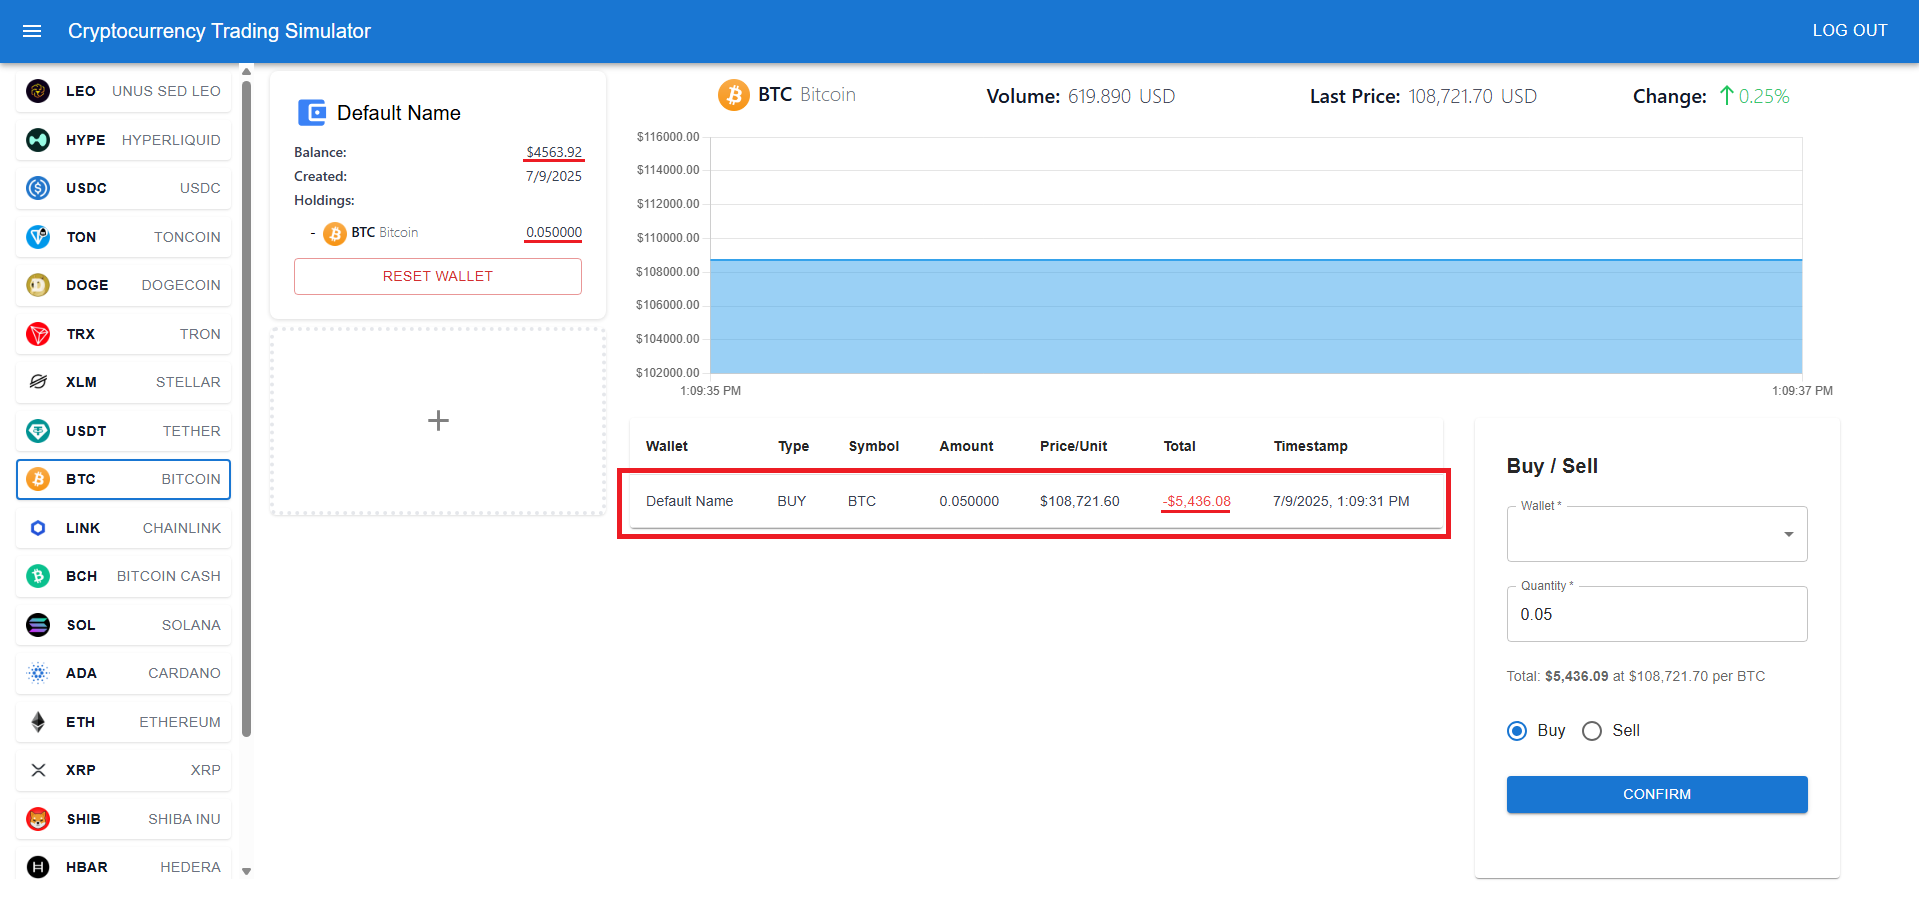 Cryptocurrency Trading Simulator
LOG OUT
LEO UNUS SED LEO
HYPE HYPERLIQUID
USDC USDC
TON TONCOIN
DOGE DOGECOIN
TRX TRON
XLM STELLAR
USDT TETHER
BTC BITCOIN
LINK CHAINLINK
BCH BITCOIN CASH
SOL SOLANA
ADA CARDANO
ETH ETHEREUM
XRP XRP
SHIB SHIBA INU
HBAR HEDERA
Default Name
Balance: $4563.92
Created: 7/9/2025
Holdings:
- BTC Bitcoin 0.050000
RESET WALLET
+
BTC Bitcoin Volume: 619.890 USD Last Price: 108,721.70 USD Change: ↑ 0.25%
$116000.00
$114000.00
$112000.00
$110000.00
$108000.00
$106000.00
$104000.00
$102000.00
1:09:35 PM 1:09:37 PM
Wallet Type Symbol Amount Price/Unit Total Timestamp
Default Name BUY BTC 0.050000 $108,721.60 -$5,436.08 7/9/2025, 1:09:31 PM
Buy / Sell
Wallet *
Quantity *
0.05
Total: $5,436.09 at $108,721.70 per BTC
Buy Sell
CONFIRM